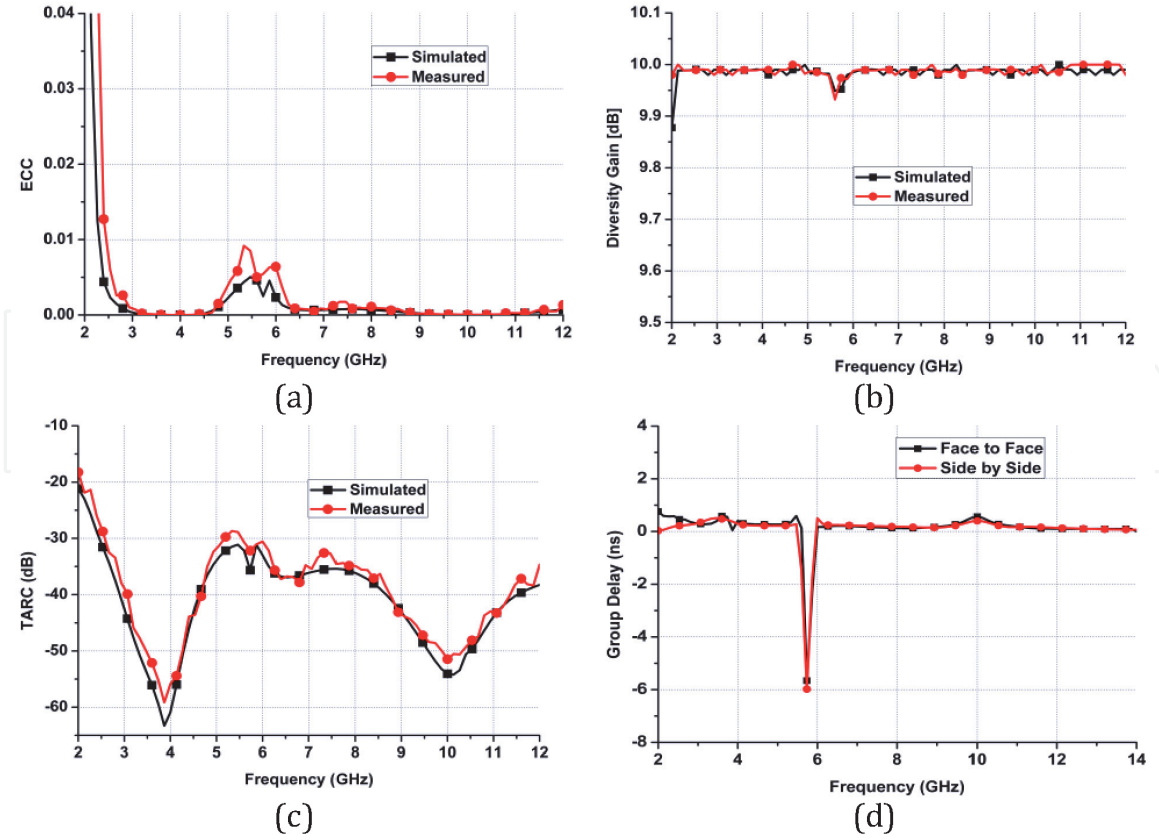 0.04
0.03
0.02
0.01
0.00
ECC
Simulated
Measured
2 3 4 5 6 7 8 9 10 11 12
Frequency (GHz)
(a)
10.1
10.0
9.9
9.8
9.7
9.6
9.5
Diversity Gain [dB]
Simulated
Measured
2 3 4 5 6 7 8 9 10 11 12
Frequency (GHz)
(b)
-10
-20
-30
-40
-50
-60
TARC (dB)
Simulated
Measured
2 3 4 5 6 7 8 9 10 11 12
Frequency (GHz)
(c)
4
2
0
-2
-4
-6
-8
Group Delay (ns)
Face to Face
Side by Side
2 4 6 8 10 12 14
Frequency (GHz)
(d)